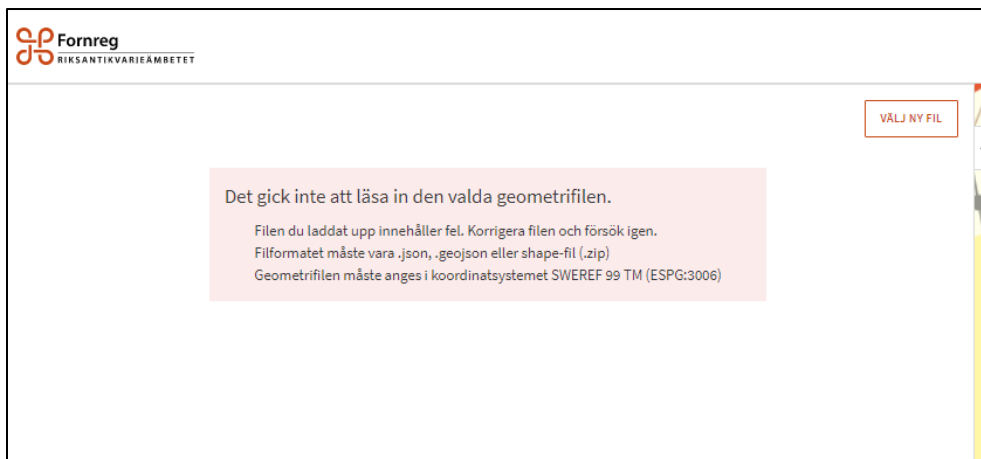 Fornreg
RIKSANTIKVARIEÄMBETET
VÄLJ NY FIL
Det gick inte att läsa in den valda geometrifilen.
Filen du laddat upp innehåller fel. Korrigera filen och försök igen.
Filformatet måste vara .json, .geojson eller shape-fil (.zip)
Geometrifilen måste anges i koordinatsystemet SWEREF 99 TM (ESPG:3006)